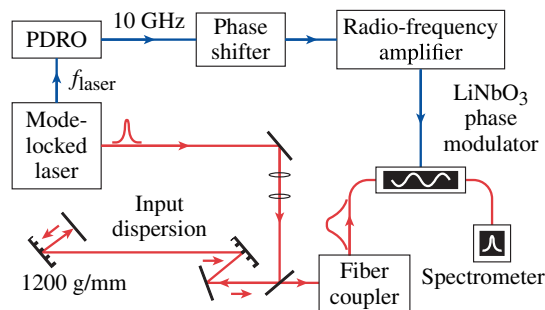 PDRO
10 GHz
Phase
shifter
Radio-frequency
amplifier
f_laser
Mode-
locked
laser
LiNbO₃
phase
modulator
Input
dispersion
1200 g/mm
Fiber
coupler
Spectrometer